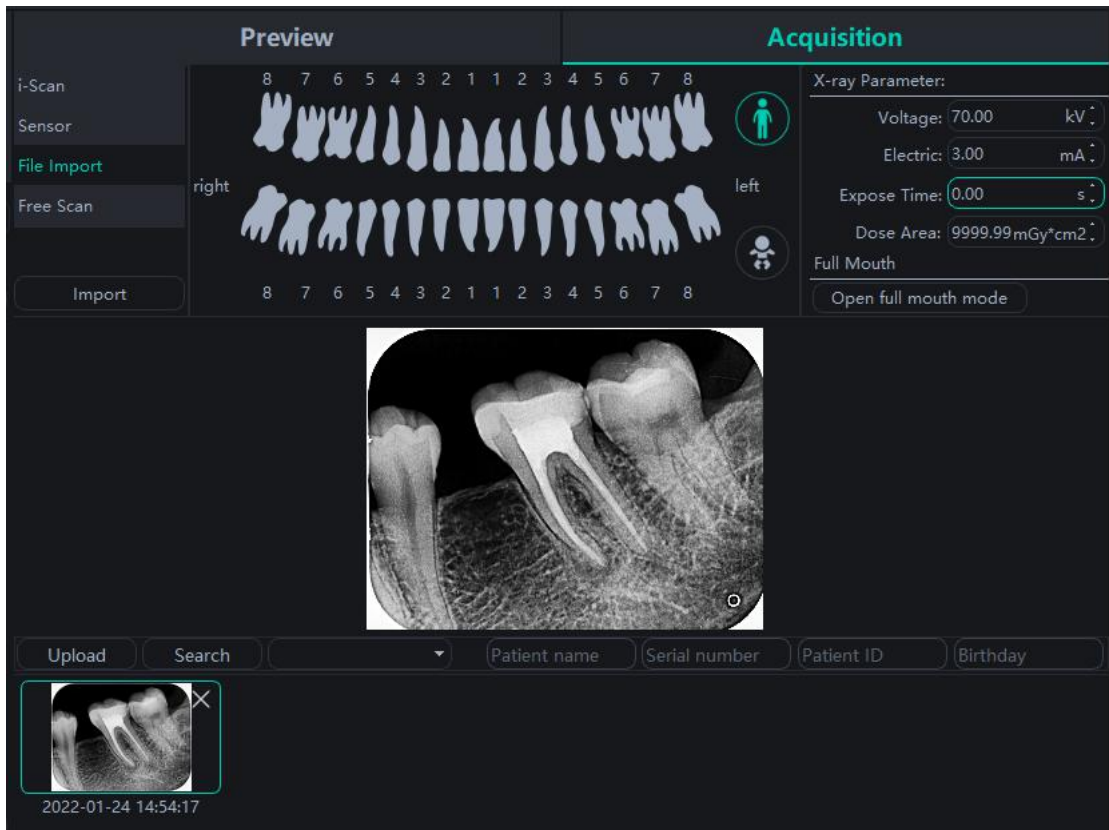 Preview
Acquisition
i-Scan
Sensor
File Import
Free Scan
Import
8 7 6 5 4 3 2 1 1 2 3 4 5 6 7 8
right
left
8 7 6 5 4 3 2 1 1 2 3 4 5 6 7 8
X-ray Parameter:
Voltage: 70.00 kV
Electric: 3.00 mA
Expose Time: 0.00 s
Dose Area: 9999.99 mGy*cm2
Full Mouth
Open full mouth mode
Upload
Search
Patient name
Serial number
Patient ID
Birthday
2022-01-24 14:54:17